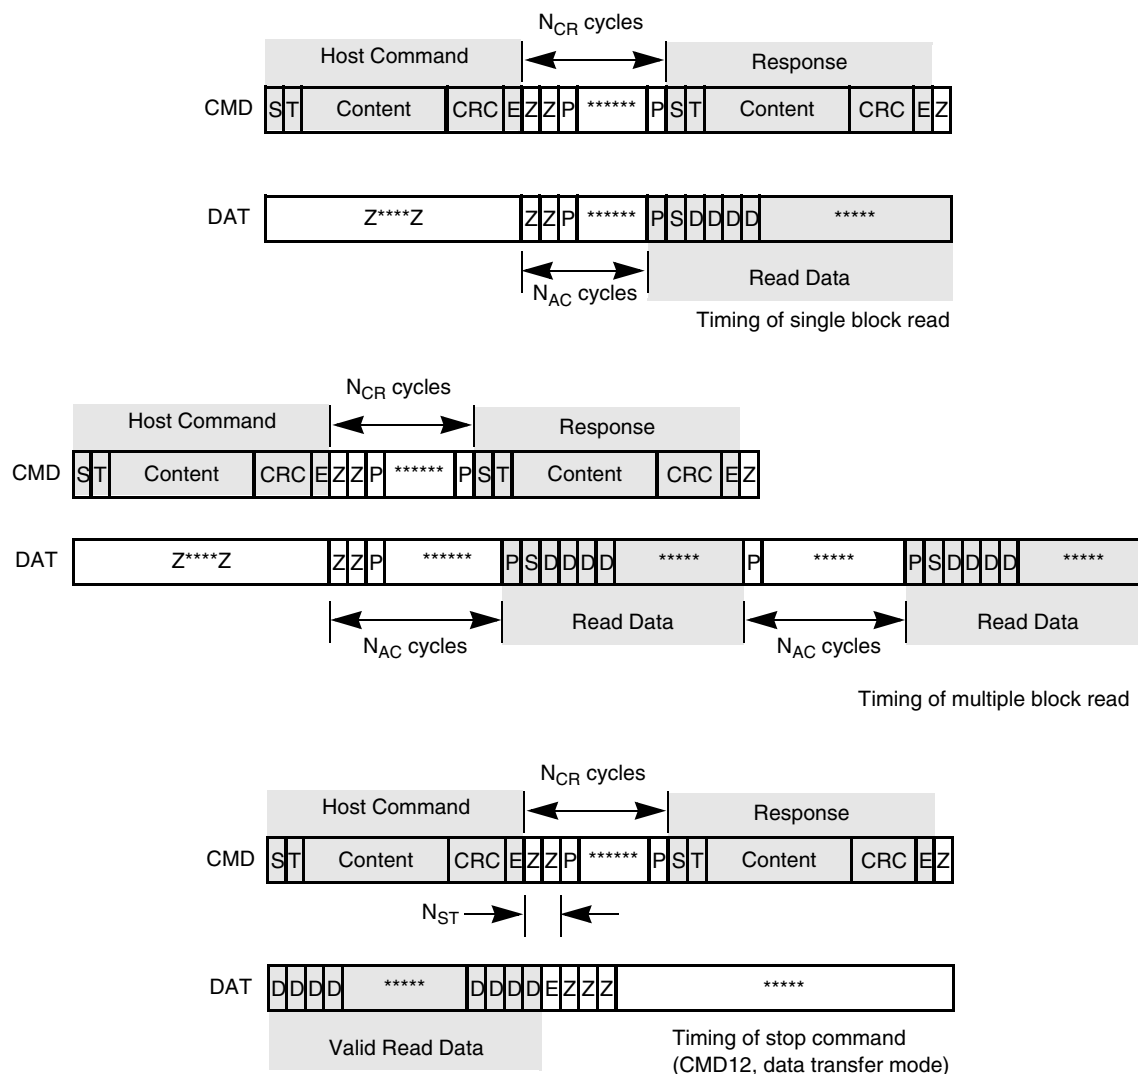 N_CR cycles
Host Command
Response
CMD S T Content CRC E Z Z P ****** P S T Content CRC E Z
DAT Z****Z Z Z P ****** P S D D D D *****
N_AC cycles
Read Data
Timing of single block read
N_CR cycles
Host Command
Response
CMD S T Content CRC E Z Z P ****** P S T Content CRC E Z
DAT Z****Z Z Z P ****** P S D D D D ***** P ***** P S D D D D *****
N_AC cycles
Read Data
N_AC cycles
Read Data
Timing of multiple block read
N_CR cycles
Host Command
Response
CMD S T Content CRC E Z Z P ****** P S T Content CRC E Z
N_ST
DAT D D D D ***** D D D D E Z Z Z *****
Valid Read Data
Timing of stop command
(CMD12, data transfer mode)